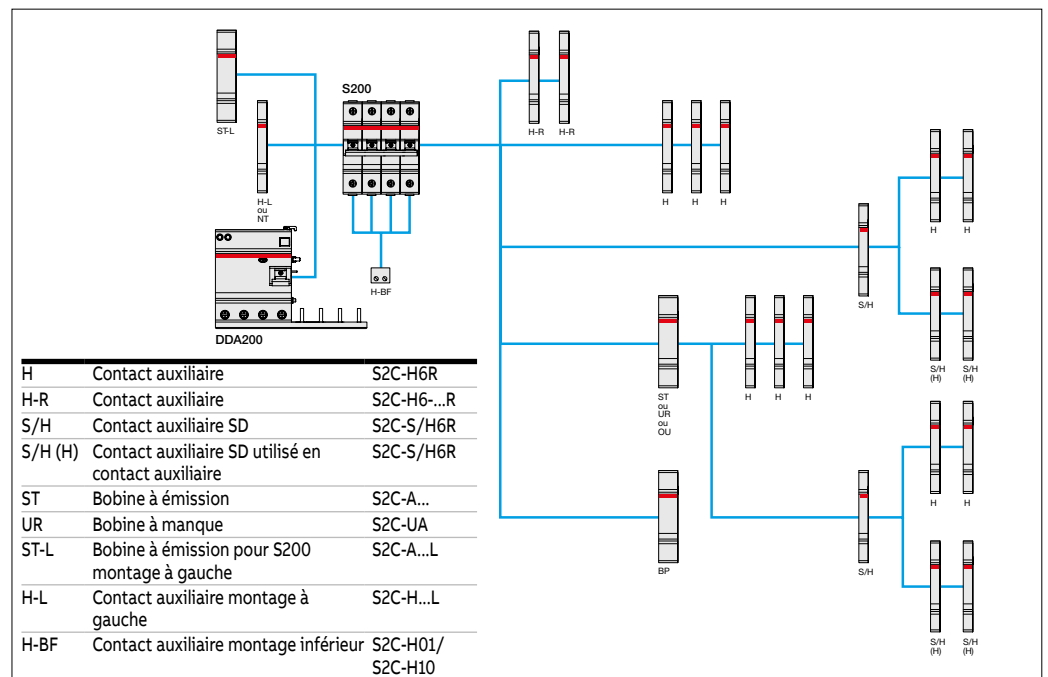 ST-L
S200
H-R
H-R
H-L
ou
NT
H
H
H
H
H
S/H
H-BF
DDA200
S/H
(H)
S/H
(H)
ST
ou
UR
ou
OU
H
H
H
H
H
BP
S/H
S/H
(H)
S/H
(H)
H Contact auxiliaire S2C-H6R
H-R Contact auxiliaire S2C-H6-...R
S/H Contact auxiliaire SD S2C-S/H6R
S/H (H) Contact auxiliaire SD utilisé en S2C-S/H6R
contact auxiliaire
ST Bobine à émission S2C-A...
UR Bobine à manque S2C-UA
ST-L Bobine à émission pour S200 S2C-A...L
montage à gauche
H-L Contact auxiliaire montage à S2C-H...L
gauche
H-BF Contact auxiliaire montage inférieur S2C-H01/
S2C-H10